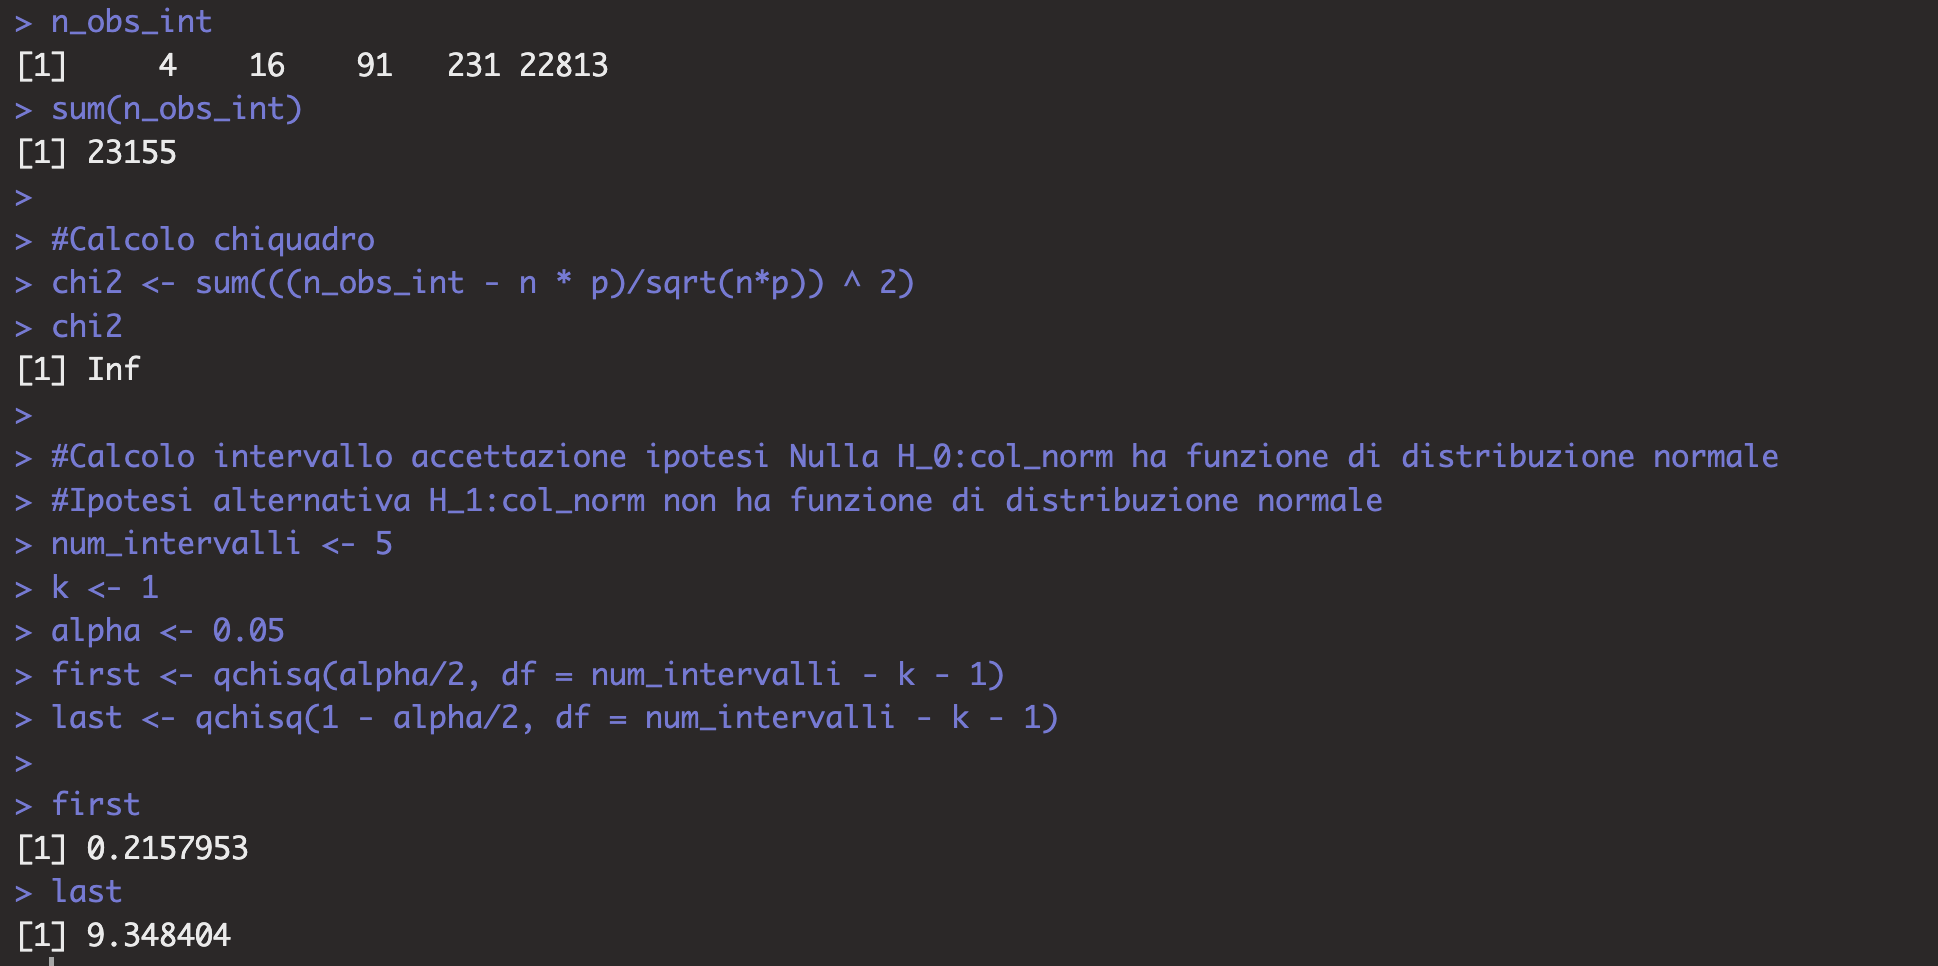 > n_obs_int
[1]     4    16    91   231 22813
> sum(n_obs_int)
[1] 23155
>
> #Calcolo chiquadro
> chi2 <- sum(((n_obs_int - n * p)/sqrt(n*p)) ^ 2)
> chi2
[1] Inf
>
> #Calcolo intervallo accettazione ipotesi Nulla H_0:col_norm ha funzione di distribuzione normale
> #Ipotesi alternativa H_1:col_norm non ha funzione di distribuzione normale
> num_intervalli <- 5
> k <- 1
> alpha <- 0.05
> first <- qchisq(alpha/2, df = num_intervalli - k - 1)
> last <- qchisq(1 - alpha/2, df = num_intervalli - k - 1)
>
> first
[1] 0.2157953
> last
[1] 9.348404